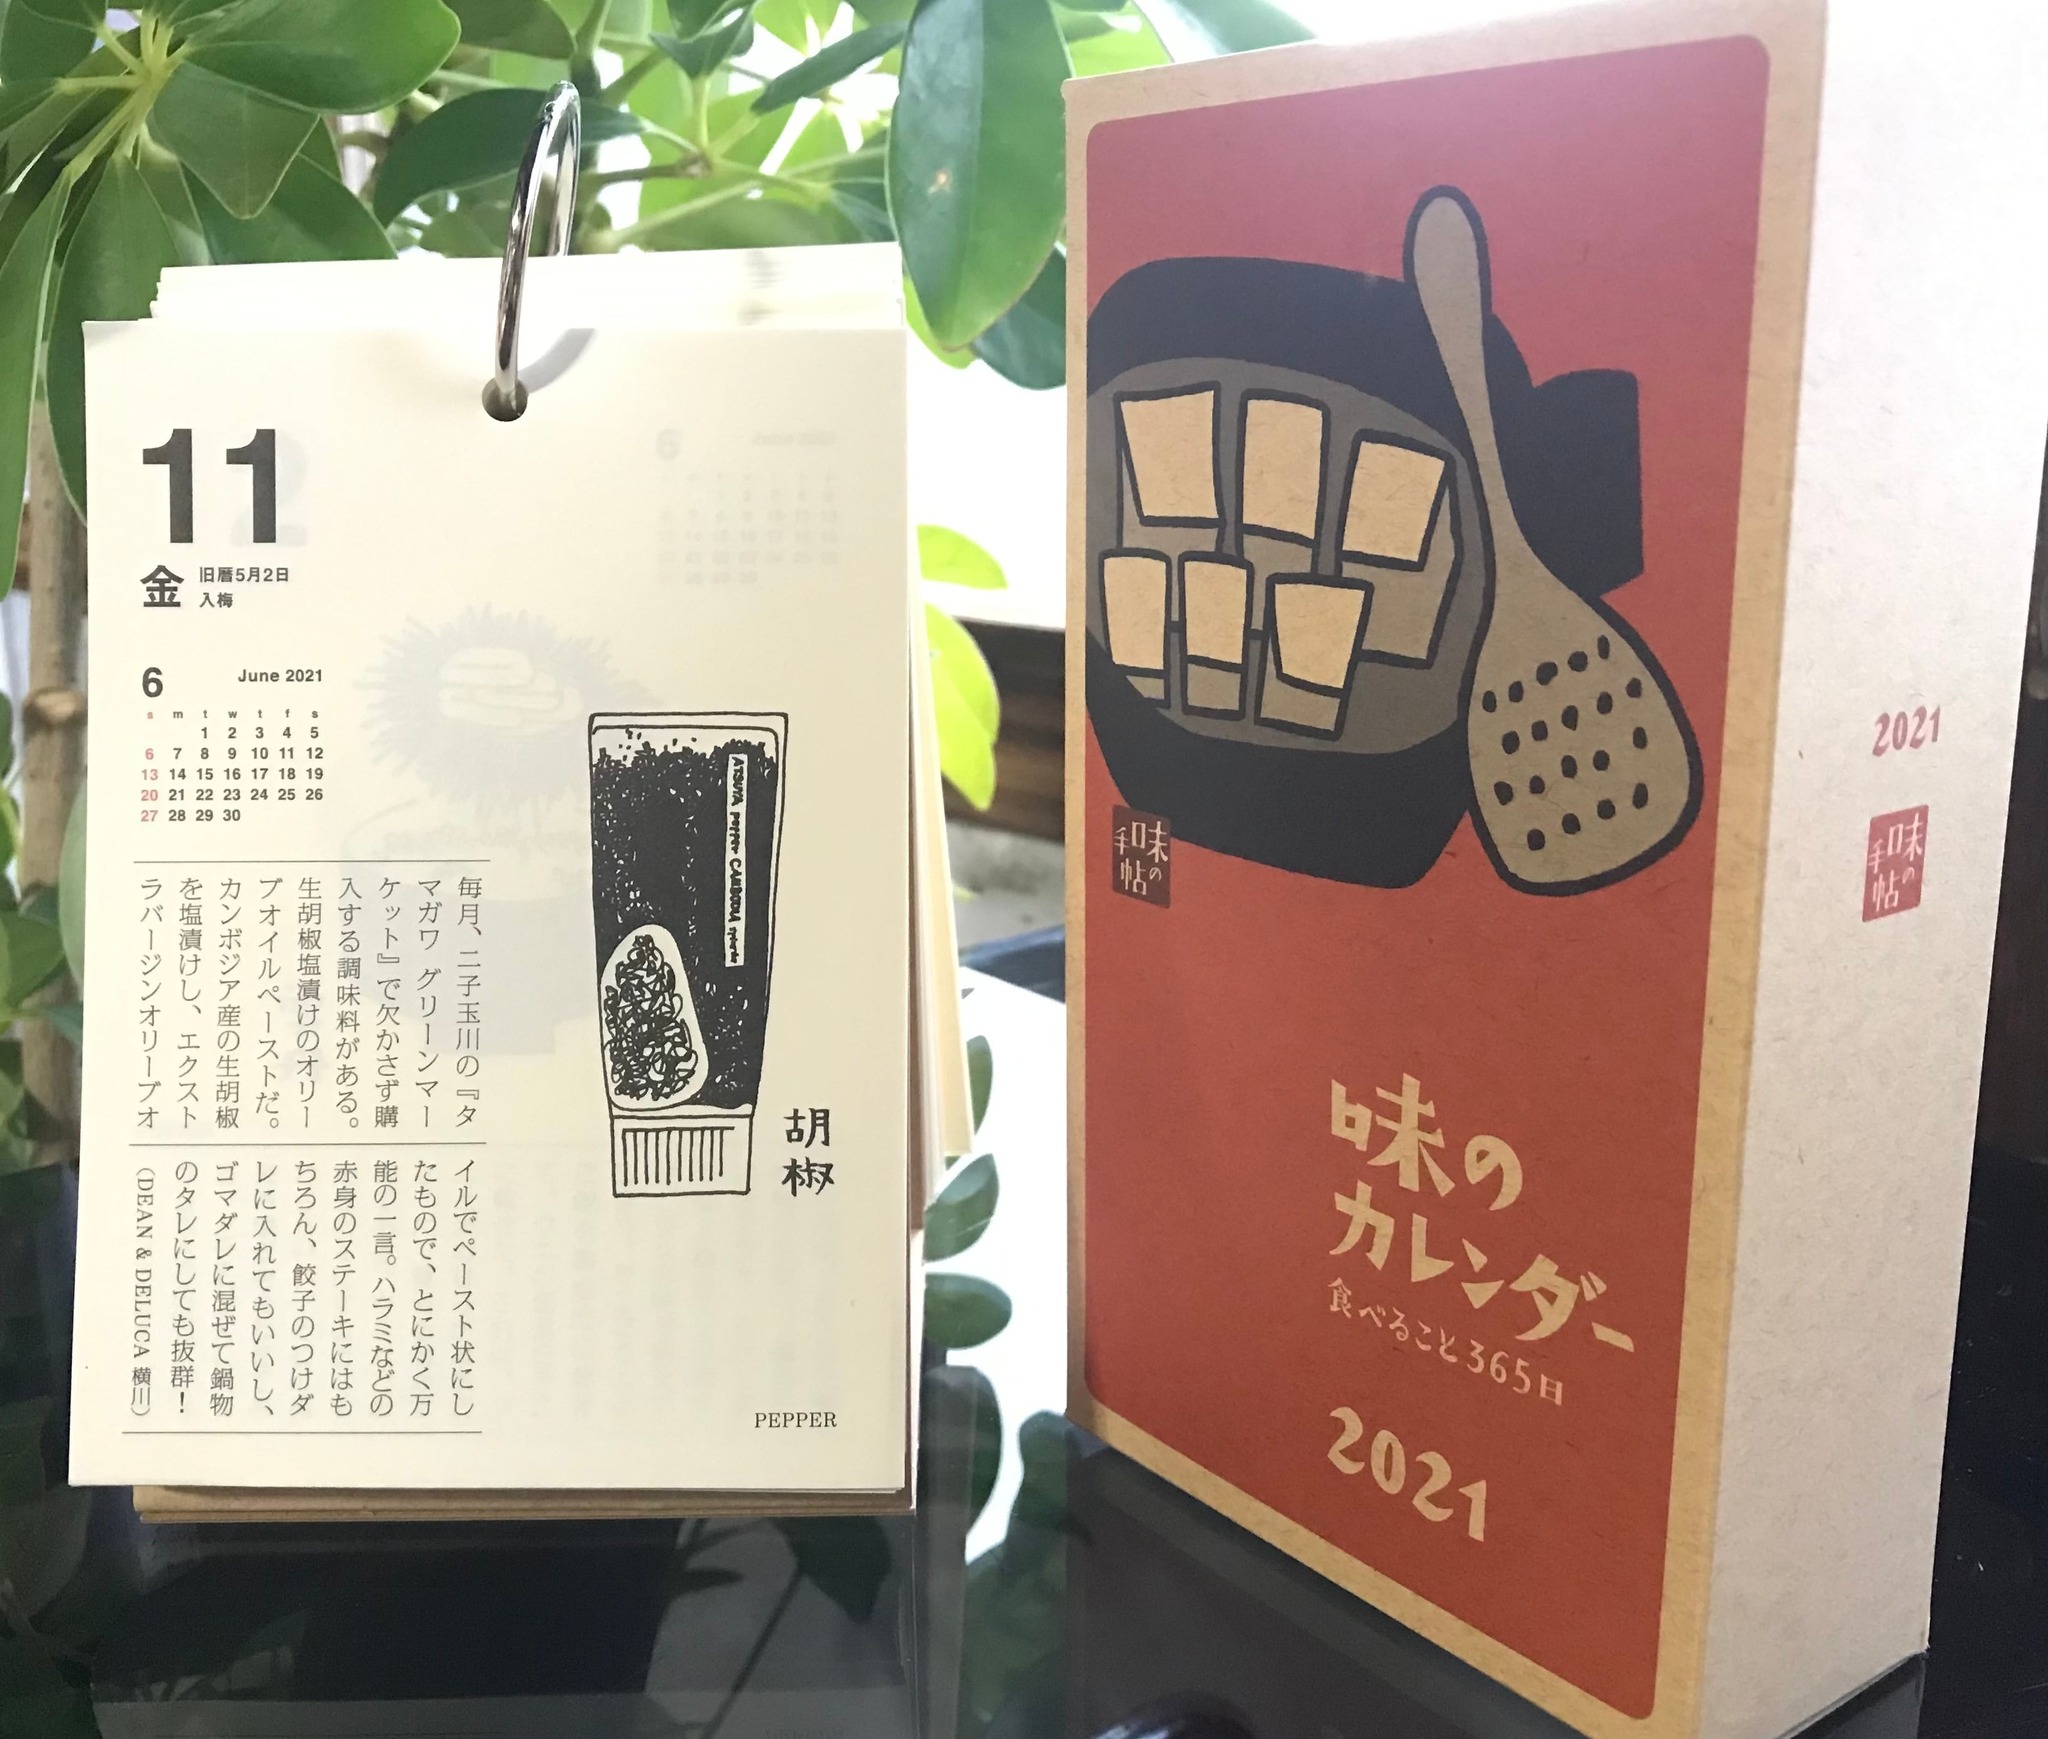 11
金
旧暦5月2日
入梅
6
June 2021
s m t w t f s
1 2 3 4 5
6 7 8 9 10 11 12
13 14 15 16 17 18 19
20 21 22 23 24 25 26
27 28 29 30
毎月、二子玉川の『タ
マガワ グリーンマー
ケット』で欠かさず購
入する調味料がある。
生胡椒塩漬けのオリー
ブオイルペーストだ。
カンボジア産の生胡椒
を塩漬けし、エクスト
ラバージンオリーブオ
イルでペースト状にし
たもので、とにかく万
能の一言。ハラミなどの
赤身のステーキにはも
ちろん、餃子のつけダ
レに入れてもいいし、
ゴマダレに混ぜて鍋物
のタレにしても抜群！
（DEAN & DELUCA 横川）
ATSUYA PePPeR CAMBODIA
胡椒
PEPPER
味の手帖
味の
カレンダー
食べること365日
2021
2021
味の手帖